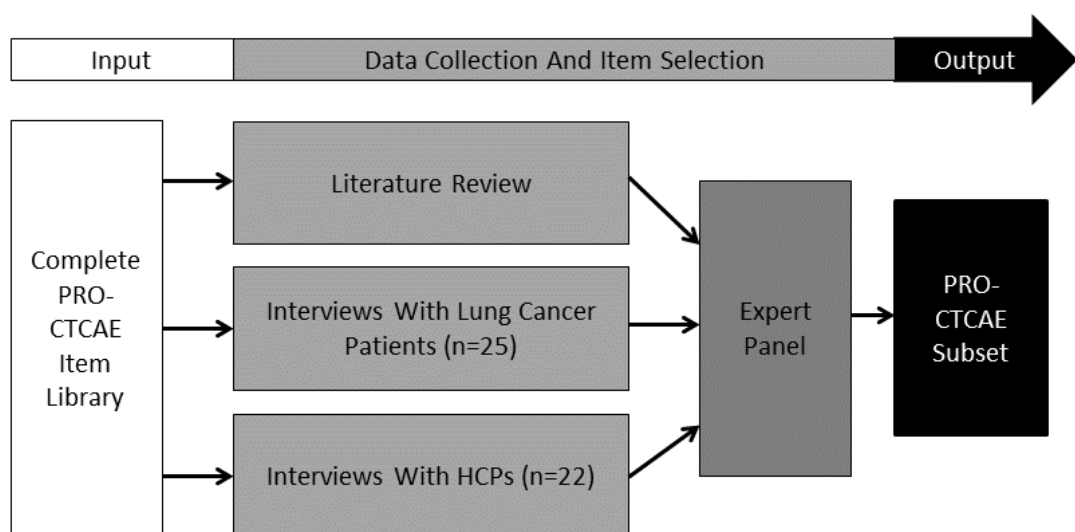 Input
Data Collection And Item Selection
Output
Complete
PRO-
CTCAE
Item
Library
Literature Review
Interviews With Lung Cancer
Patients (n=25)
Interviews With HCPs (n=22)
Expert
Panel
PRO-
CTCAE
Subset